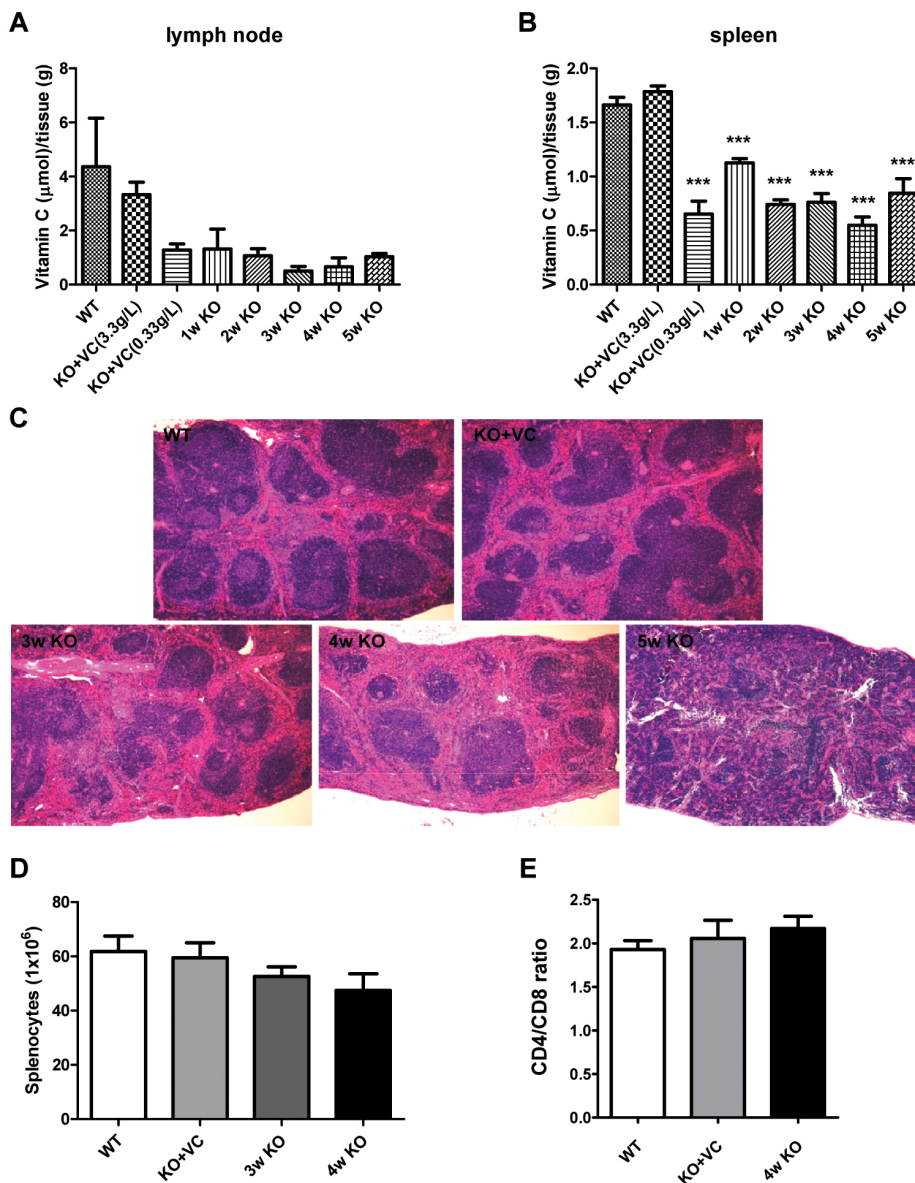 A
lymph node
Vitamin C (μmol)/tissue (g)
8
6
4
2
0
WT
KO+VC(3.3g/L)
KO+VC(0.33g/L)
1w KO
2w KO
3w KO
4w KO
5w KO
B
spleen
Vitamin C (μmol)/tissue (g)
2.0
1.5
1.0
0.5
0.0
***
***
***
***
***
***
WT
KO+VC(3.3g/L)
KO+VC(0.33g/L)
1w KO
2w KO
3w KO
4w KO
5w KO
C
WT
KO+VC
3w KO
4w KO
5w KO
D
Splenocytes (1x10⁶)
80
60
40
20
0
WT
KO+VC
3w KO
4w KO
E
CD4/CD8 ratio
2.5
2.0
1.5
1.0
0.5
0.0
WT
KO+VC
4w KO